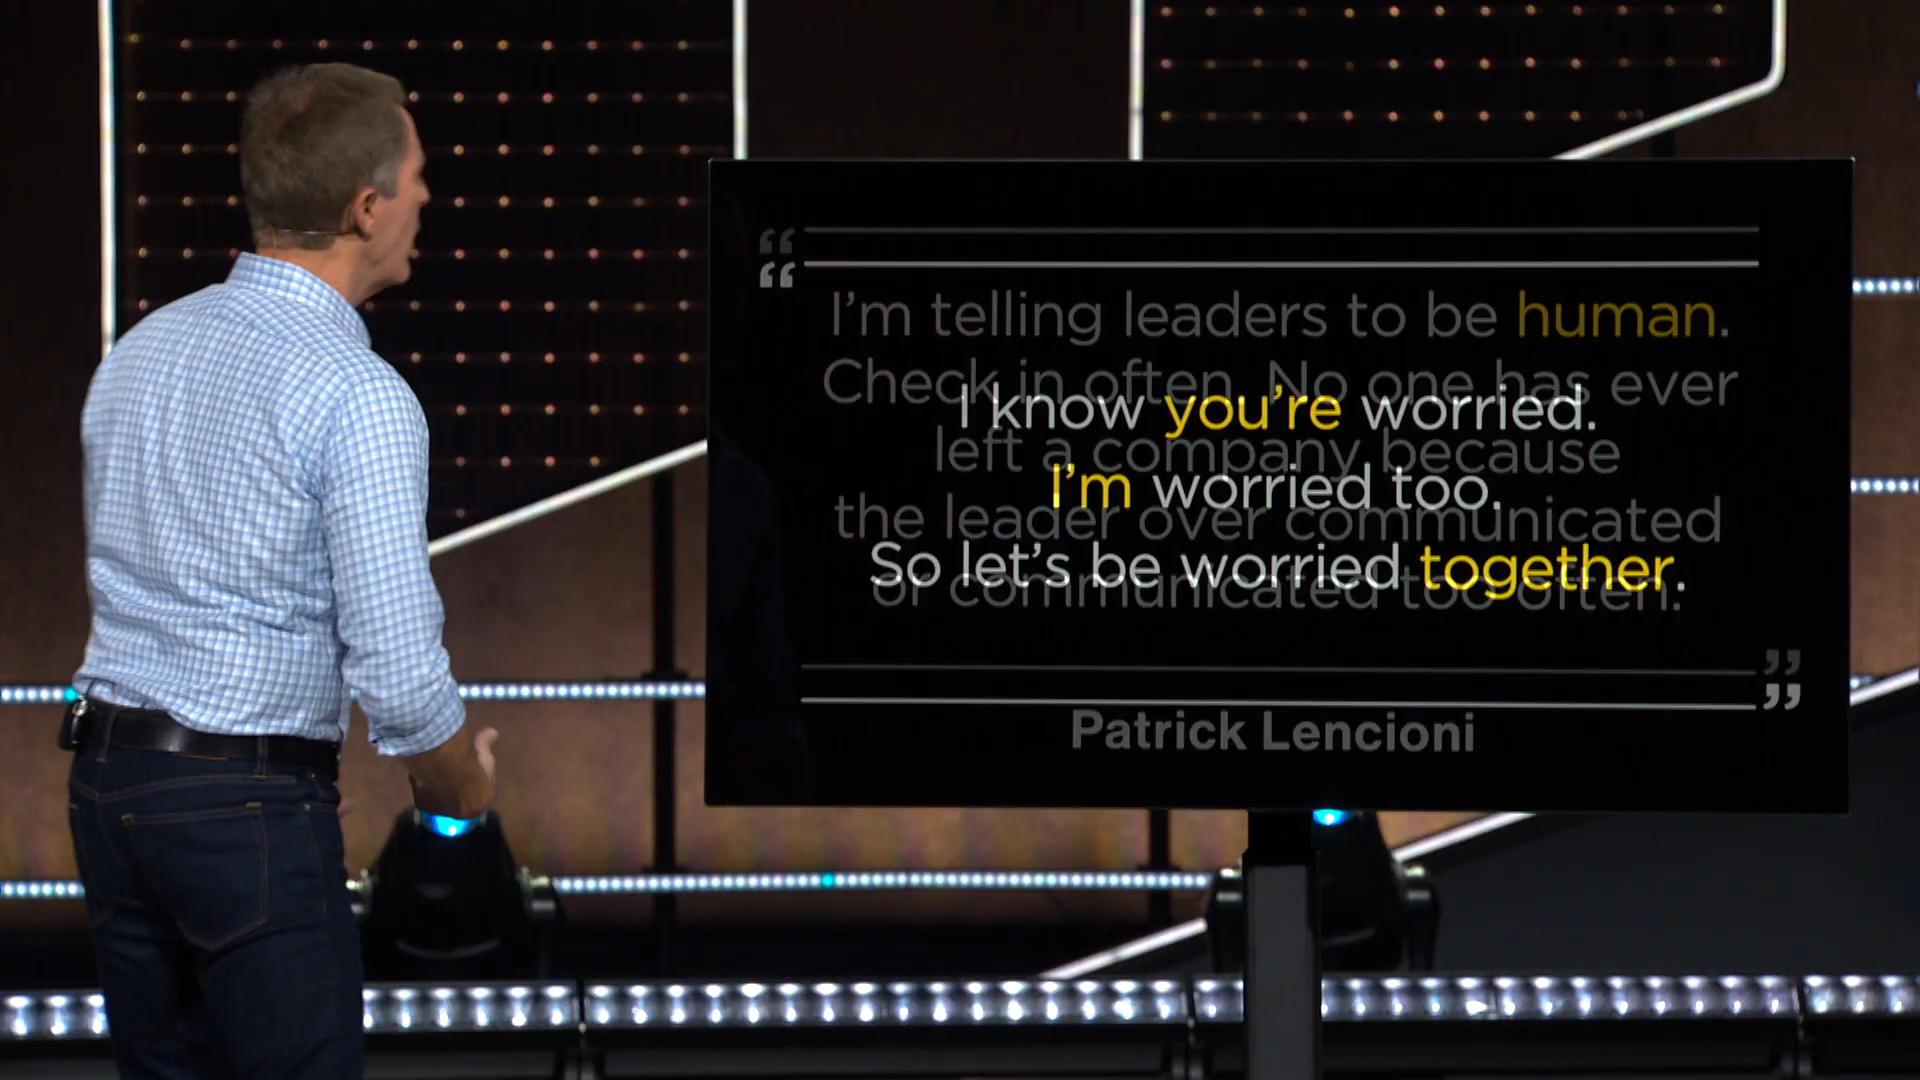 “
“
I'm telling leaders to be human.
Check in often. No one has ever
left a company because
the leader over communicated
or communicated too often.
I know you're worried.
I'm worried too.
So let's be worried together.
”
”
Patrick Lencioni